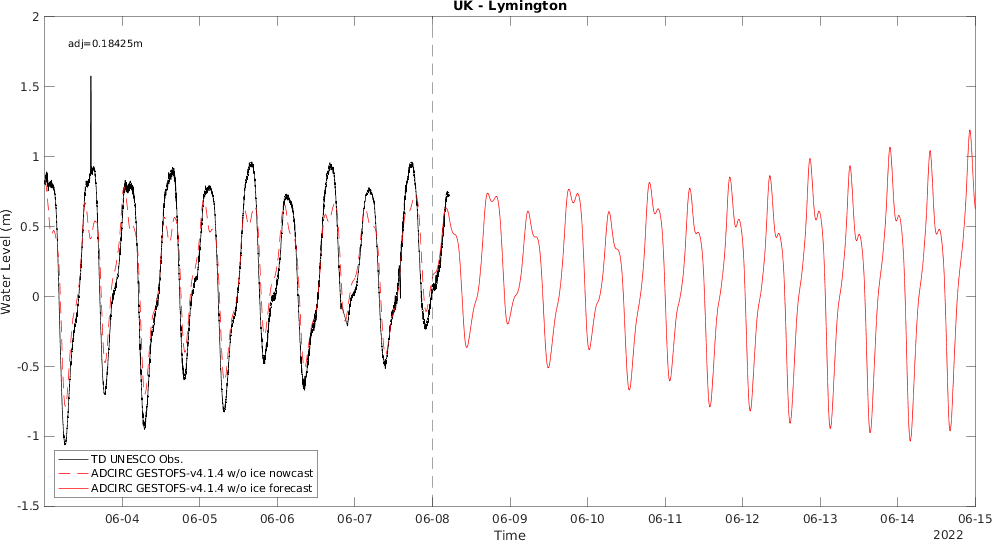 UK - Lymington
adj=0.18425m
2
1.5
1
0.5
0
-0.5
-1
-1.5
Water Level (m)
TD UNESCO Obs.
ADCIRC GESTOFS-v4.1.4 w/o ice nowcast
ADCIRC GESTOFS-v4.1.4 w/o ice forecast
06-04 06-05 06-06 06-07 06-08 06-09 06-10 06-11 06-12 06-13 06-14 06-15
Time
2022